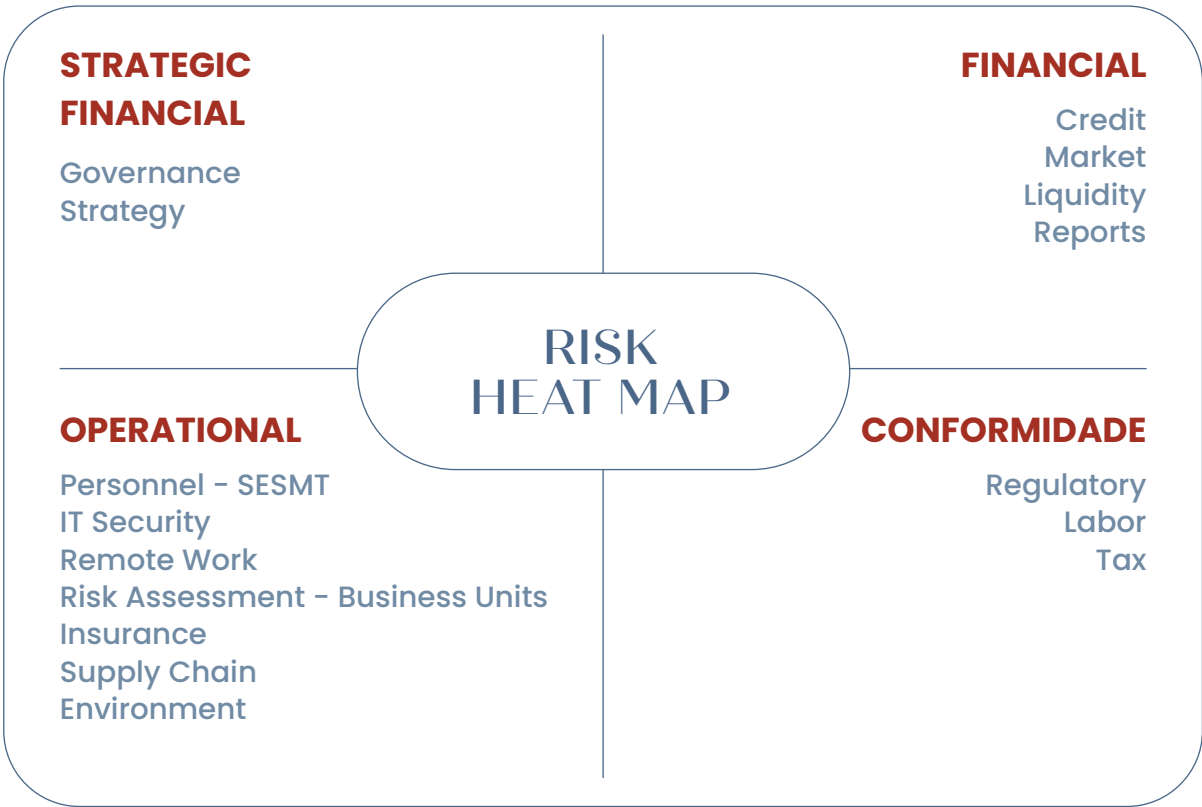 STRATEGIC
FINANCIAL
Governance
Strategy
FINANCIAL
Credit
Market
Liquidity
Reports
RISK
HEAT MAP
OPERATIONAL
Personnel - SESMT
IT Security
Remote Work
Risk Assessment - Business Units
Insurance
Supply Chain
Environment
CONFORMIDADE
Regulatory
Labor
Tax